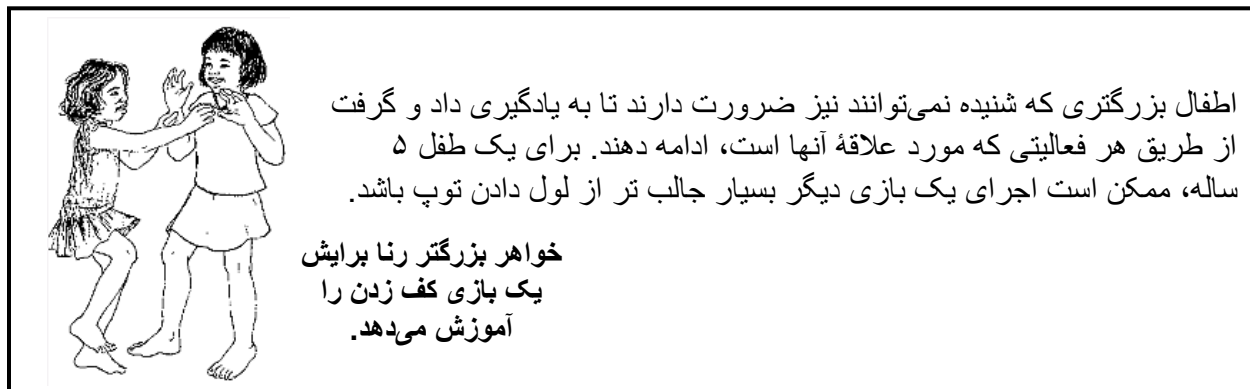 اطفال بزرگتری که شنیده نمی‌توانند نیز ضرورت دارند تا به یادگیری داد و گرفت
از طریق هر فعالیتی که مورد علاقۀ آنها است، ادامه دهند. برای یک طفل ۵
ساله، ممکن است اجرای یک بازی دیگر بسیار جالب تر از لول دادن توپ باشد.
خواهر بزرگتر رنا برایش
یک بازی کف زدن را
آموزش می‌دهد.